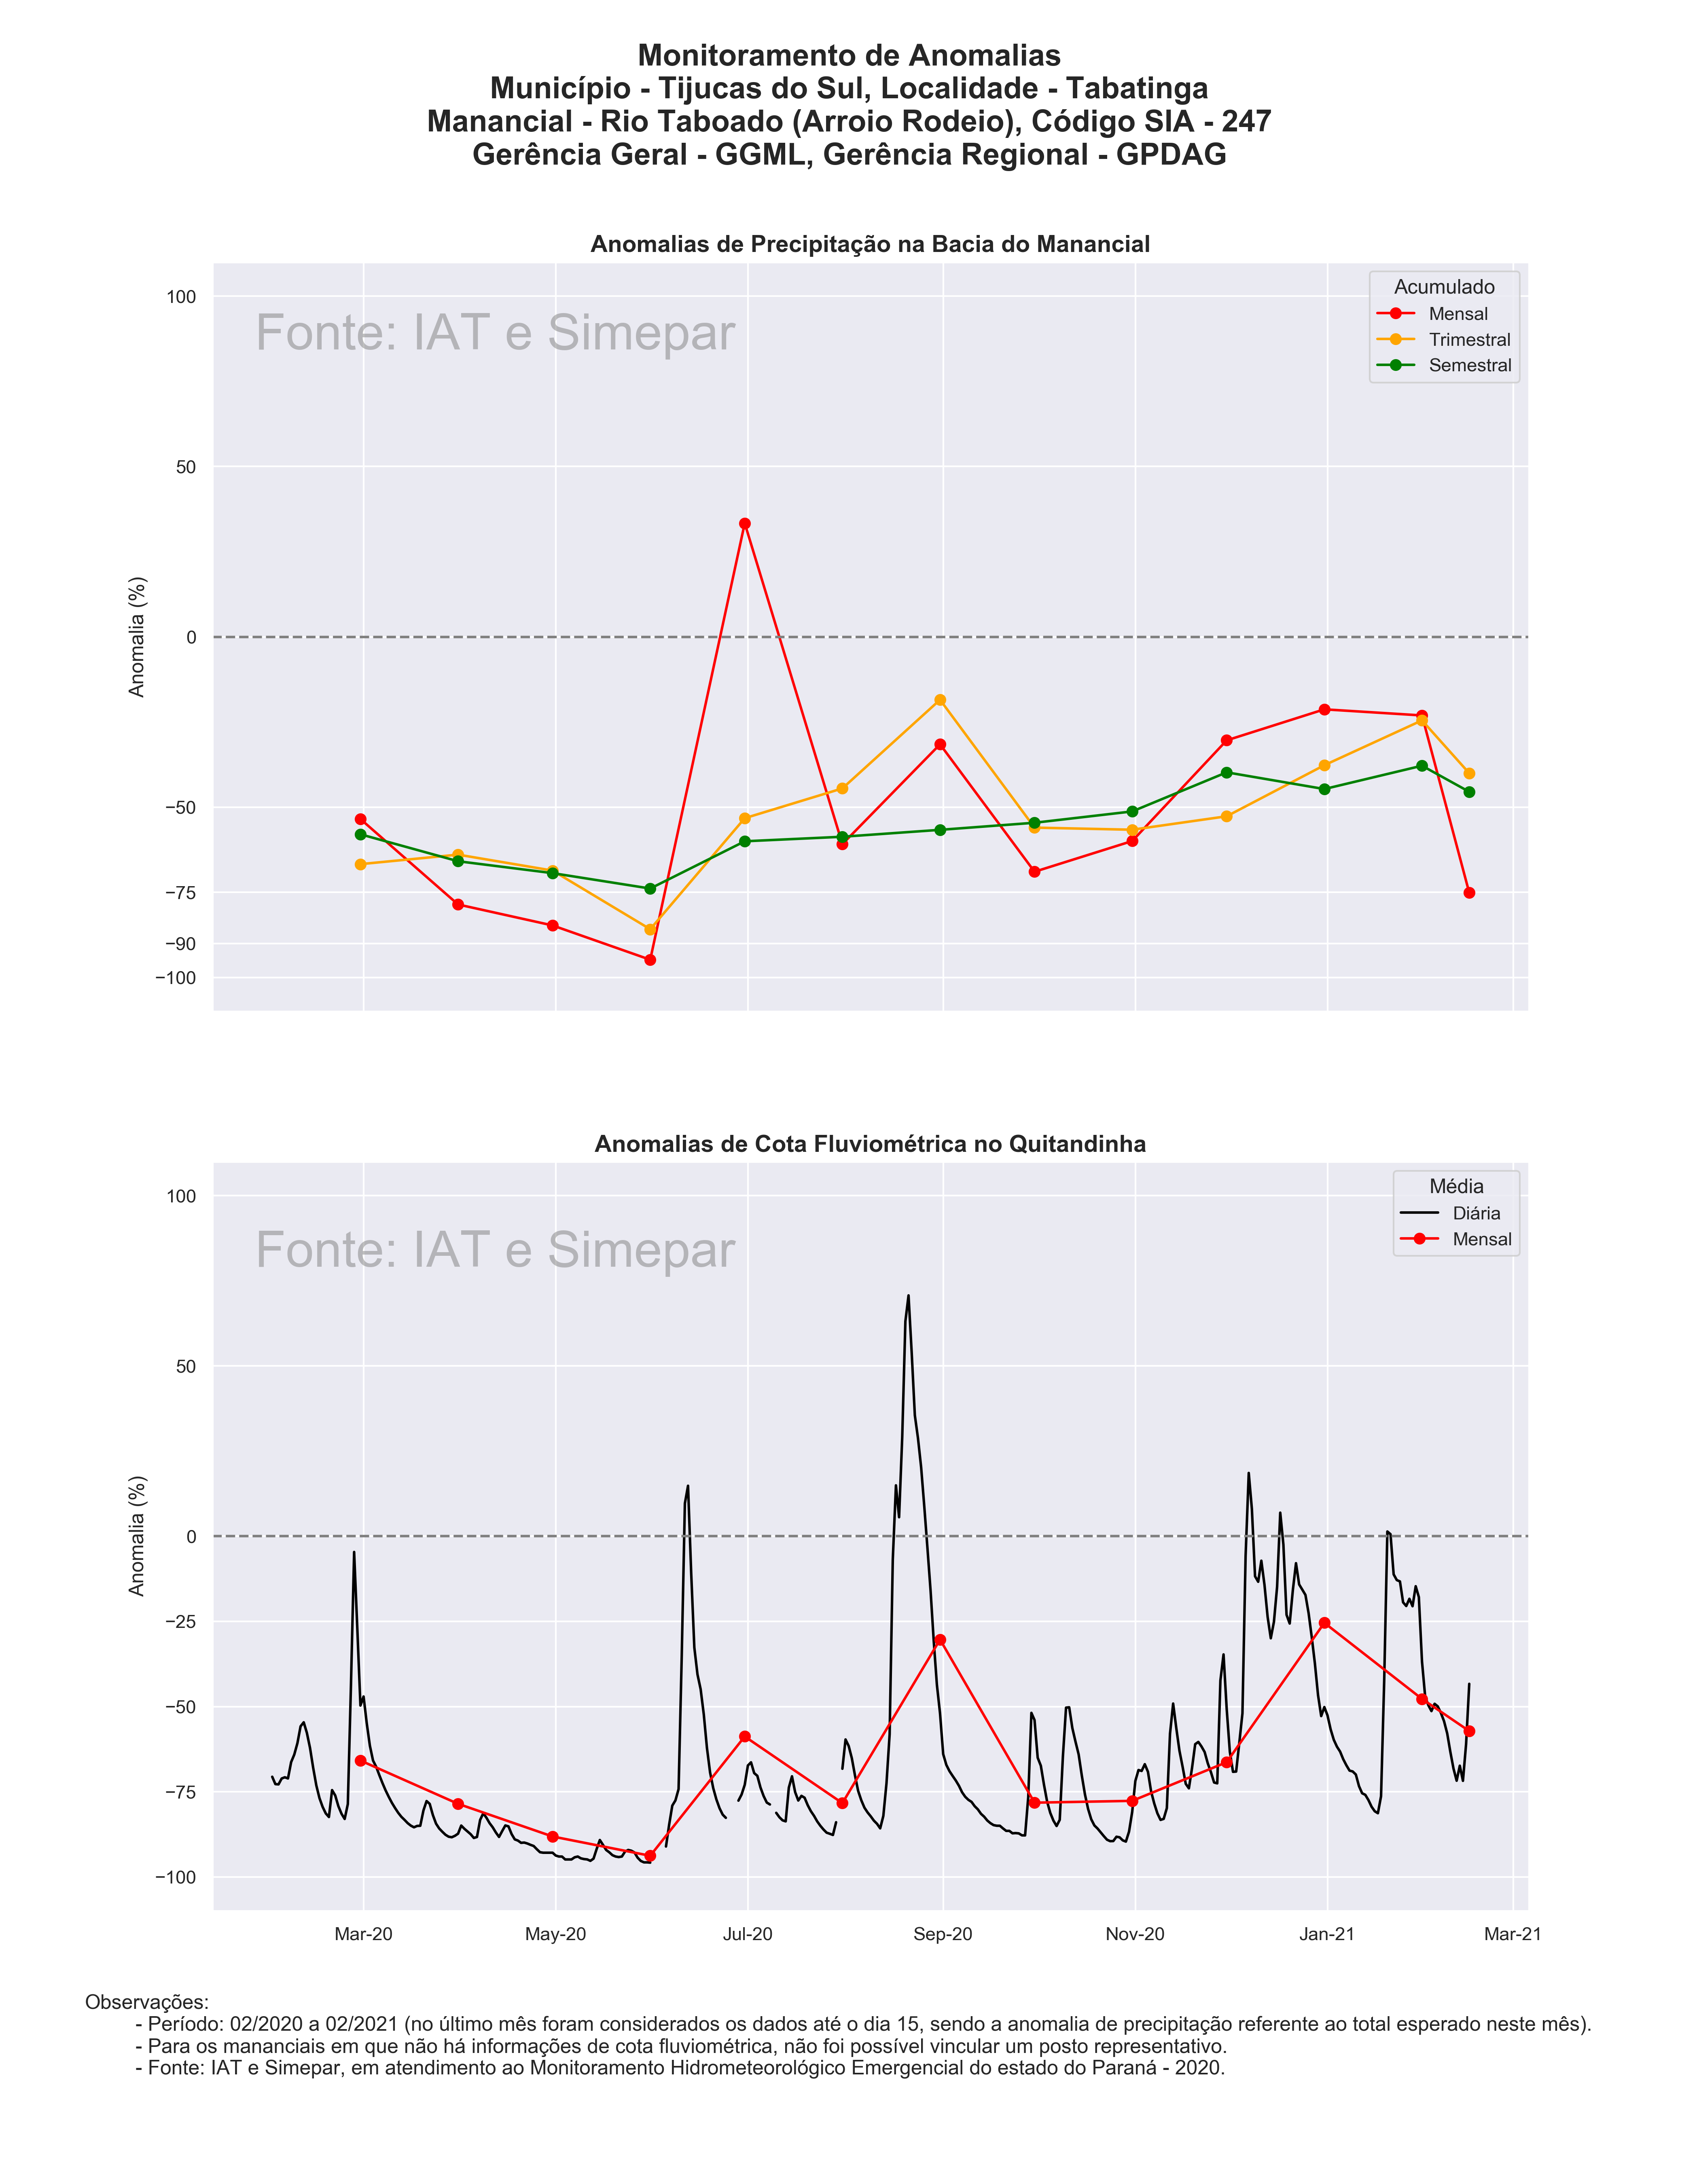 Monitoramento de Anomalias
Município - Tijucas do Sul, Localidade - Tabatinga
Manancial - Rio Taboado (Arroio Rodeio), Código SIA - 247
Gerência Geral - GGML, Gerência Regional - GPDAG
Anomalias de Precipitação na Bacia do Manancial
Fonte: IAT e Simepar
Acumulado
Mensal
Trimestral
Semestral
Anomalia (%)
100
50
0
−50
−75
−90
−100
Anomalias de Cota Fluviométrica no Quitandinha
Fonte: IAT e Simepar
Média
Diária
Mensal
Anomalia (%)
100
50
0
−25
−50
−75
−100
Mar-20 May-20 Jul-20 Sep-20 Nov-20 Jan-21 Mar-21
Observações:
- Período: 02/2020 a 02/2021 (no último mês foram considerados os dados até o dia 15, sendo a anomalia de precipitação referente ao total esperado neste mês).
- Para os mananciais em que não há informações de cota fluviométrica, não foi possível vincular um posto representativo.
- Fonte: IAT e Simepar, em atendimento ao Monitoramento Hidrometeorológico Emergencial do estado do Paraná - 2020.